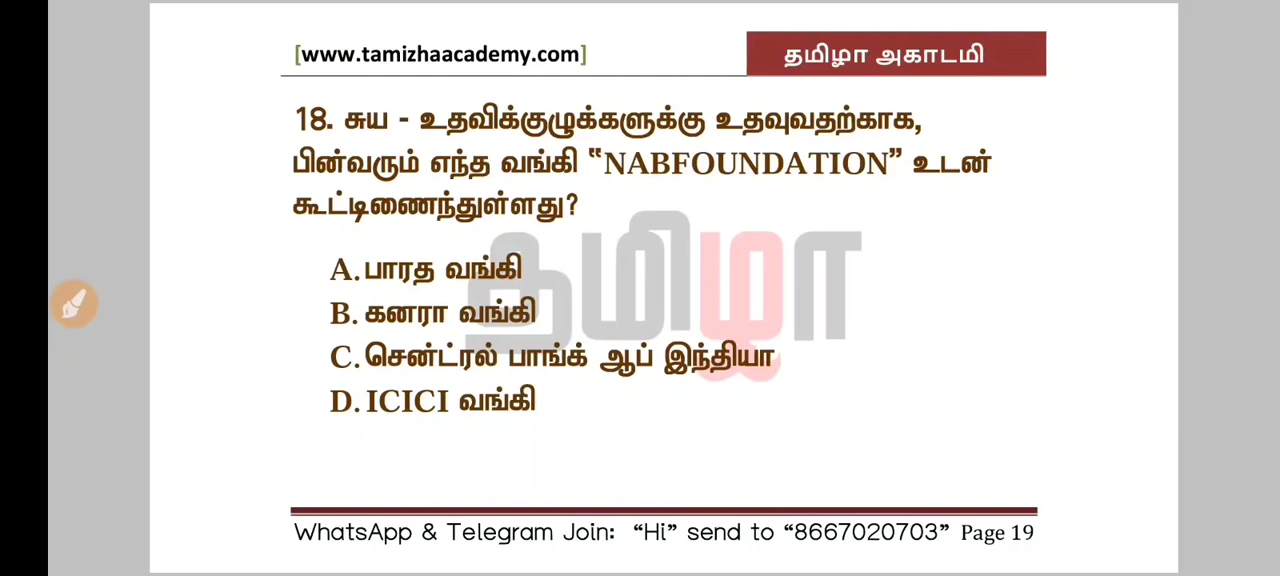 [www.tamizhaacademy.com]
தமிழா அகாடமி
18. சுய - உதவிக்குழுக்களுக்கு உதவுவதற்காக,
பின்வரும் எந்த வங்கி “NABFOUNDATION” உடன்
கூட்டிணைந்துள்ளது?
தமிழா
A. பாரத வங்கி
B. கனரா வங்கி
C. சென்ட்ரல் பாங்க் ஆப் இந்தியா
D. ICICI வங்கி
WhatsApp & Telegram Join: “Hi” send to “8667020703” Page 19